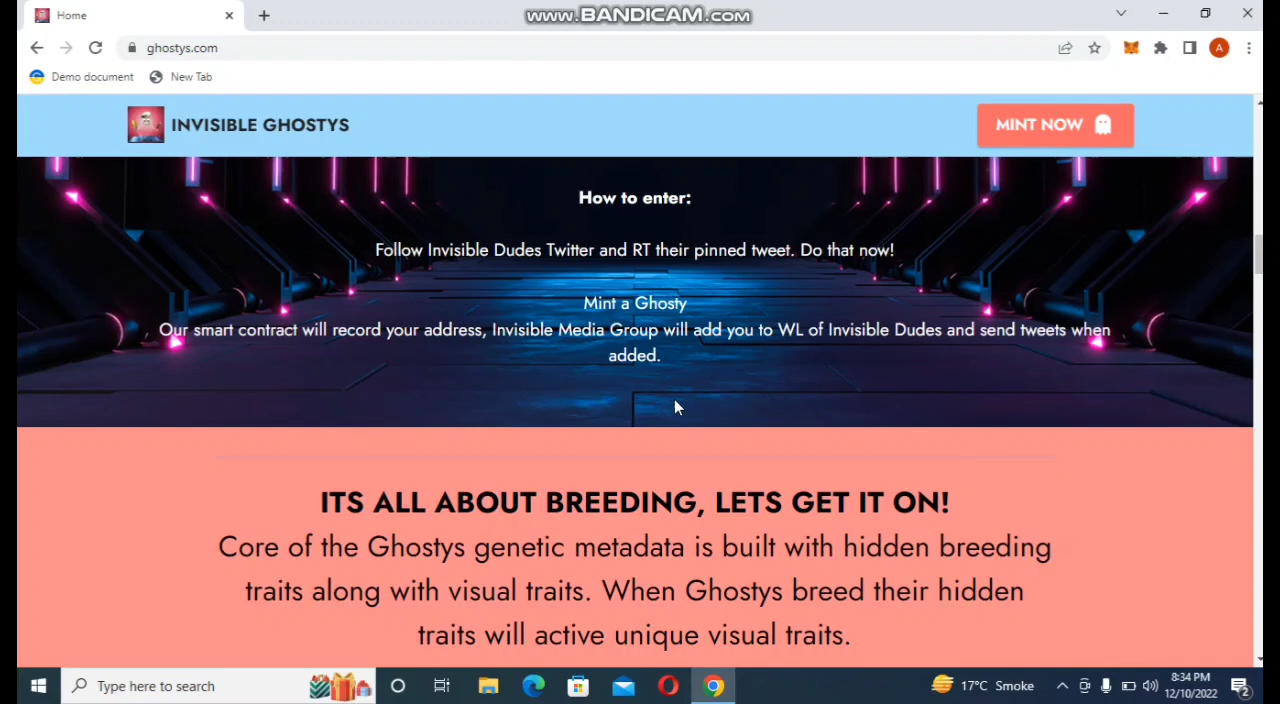 Home
www.BANDICAM.com
ghostys.com
A
Demo document
New Tab
INVISIBLE GHOSTYS
MINT NOW
How to enter:
Follow Invisible Dudes Twitter and RT their pinned tweet. Do that now!
Mint a Ghosty
Our smart contract will record your address, Invisible Media Group will add you to WL of Invisible Dudes and send tweets when
added.
ITS ALL ABOUT BREEDING, LETS GET IT ON!
Core of the Ghostys genetic metadata is built with hidden breeding
traits along with visual traits. When Ghostys breed their hidden
traits will active unique visual traits.
Type here to search
17°C Smoke
8:34 PM
12/10/2022
2